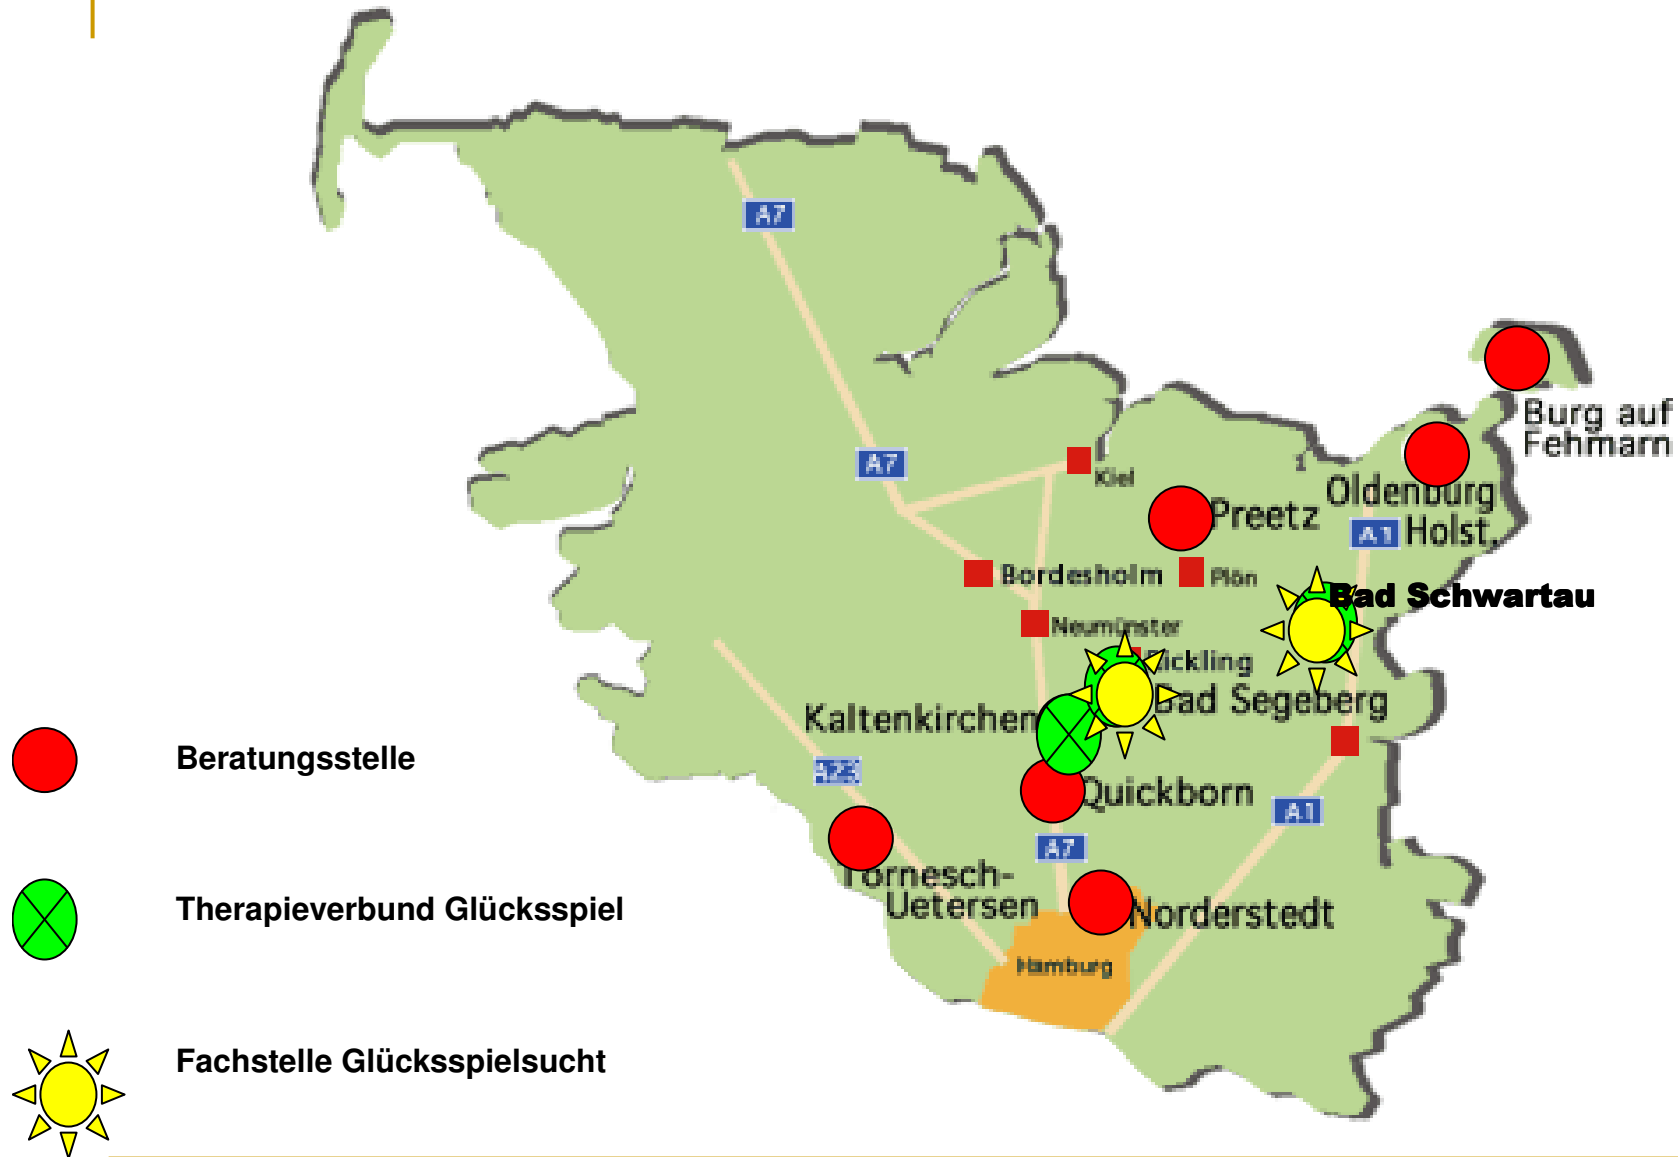 A7
Burg auf
Fehmarn
A7
Kiel
Oldenburg
Holst.
Preetz
A1
Bordesholm
Plön
Bad Schwartau
Neumünster
Rickling
Bad Segeberg
Kaltenkirchen
Beratungsstelle
A23
Quickborn
A1
A7
Tornesch-
Uetersen
Norderstedt
Therapieverbund Glücksspiel
Hamburg
Fachstelle Glücksspielsucht